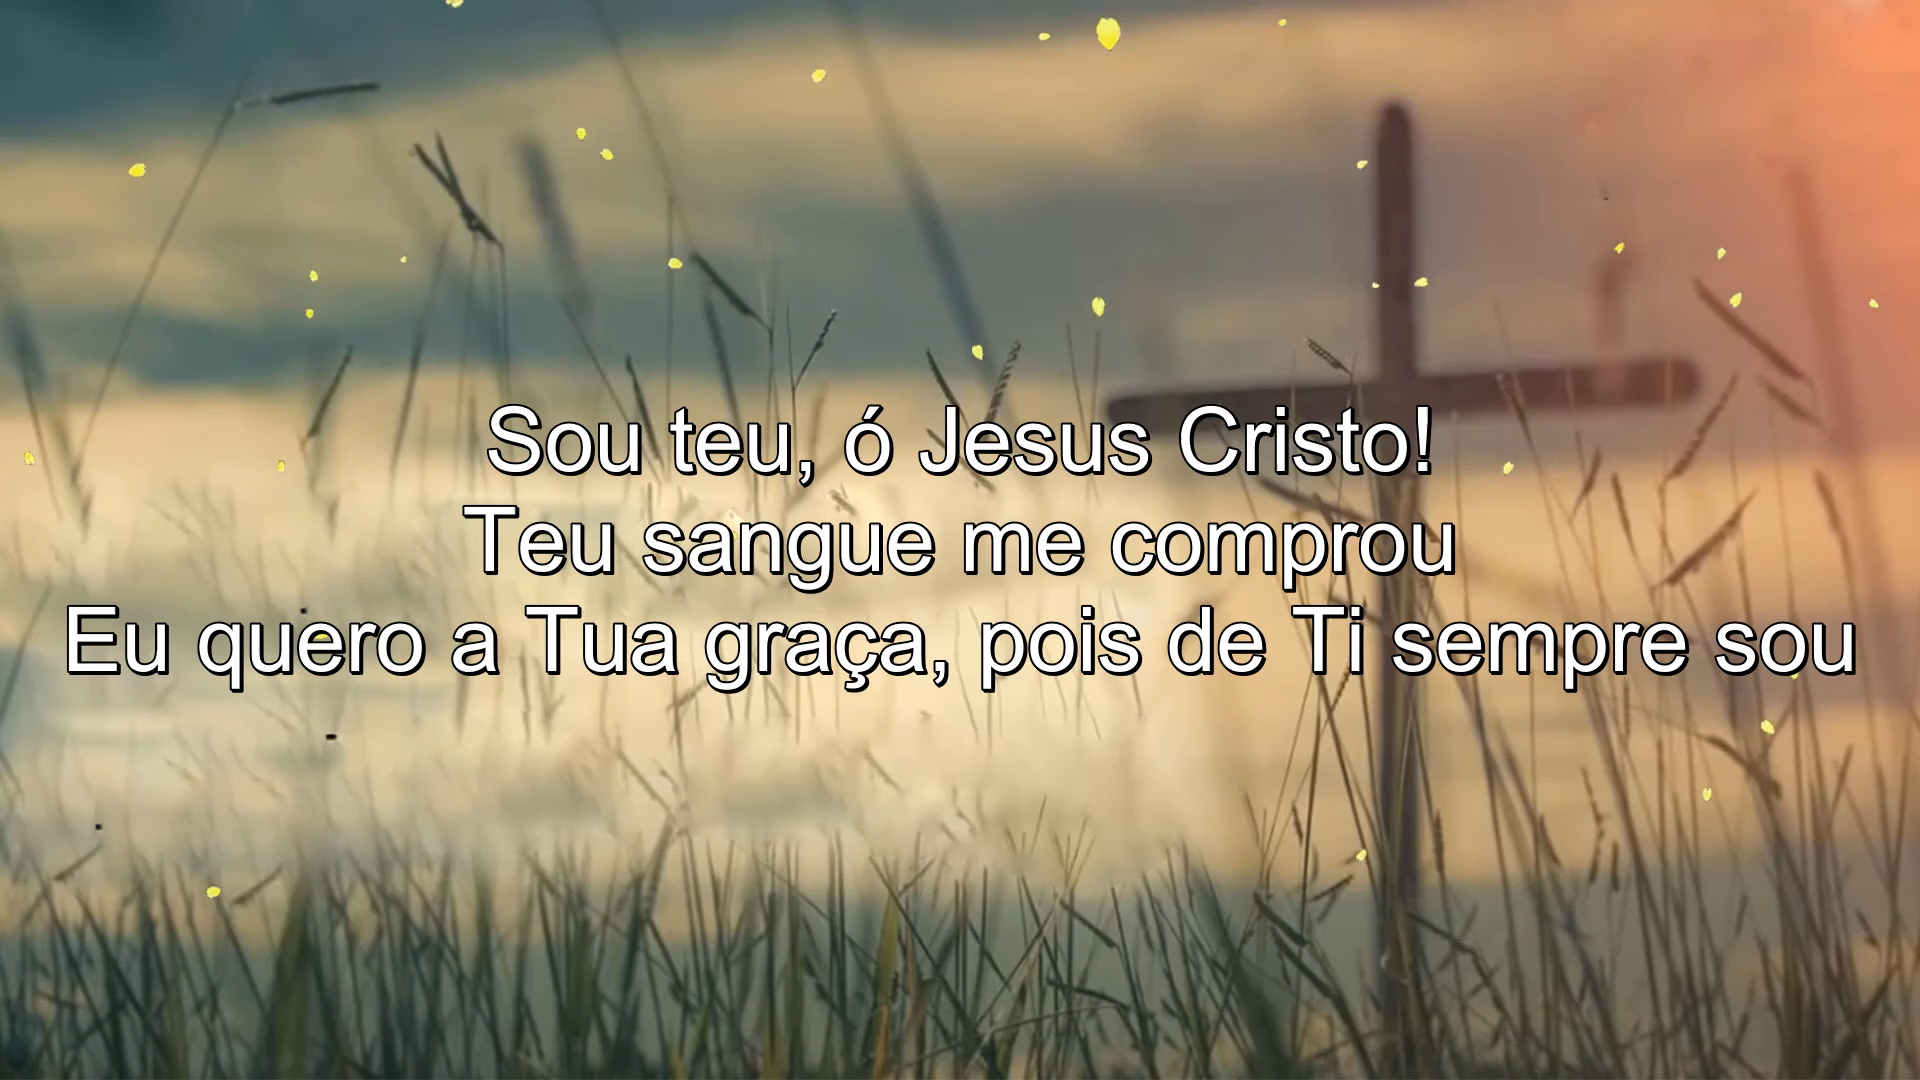 Sou teu, ó Jesus Cristo!
Teu sangue me comprou
Eu quero a Tua graça, pois de Ti sempre sou